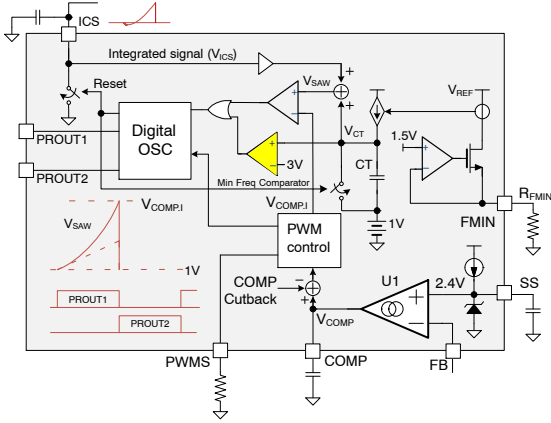 ICS
Integrated signal (VICS)
Reset
VSAW
VREF
PROUT1
Digital
OSC
VCT
1.5V
3V
CT
PROUT2
Min Freq Comparator
RFMIN
VCOMP.I
VCOMP.I
FMIN
VSAW
PWM
control
1V
1V
COMP
Cutback
U1
2.4V
SS
PROUT1
PROUT2
VCOMP
PWMS
COMP
FB